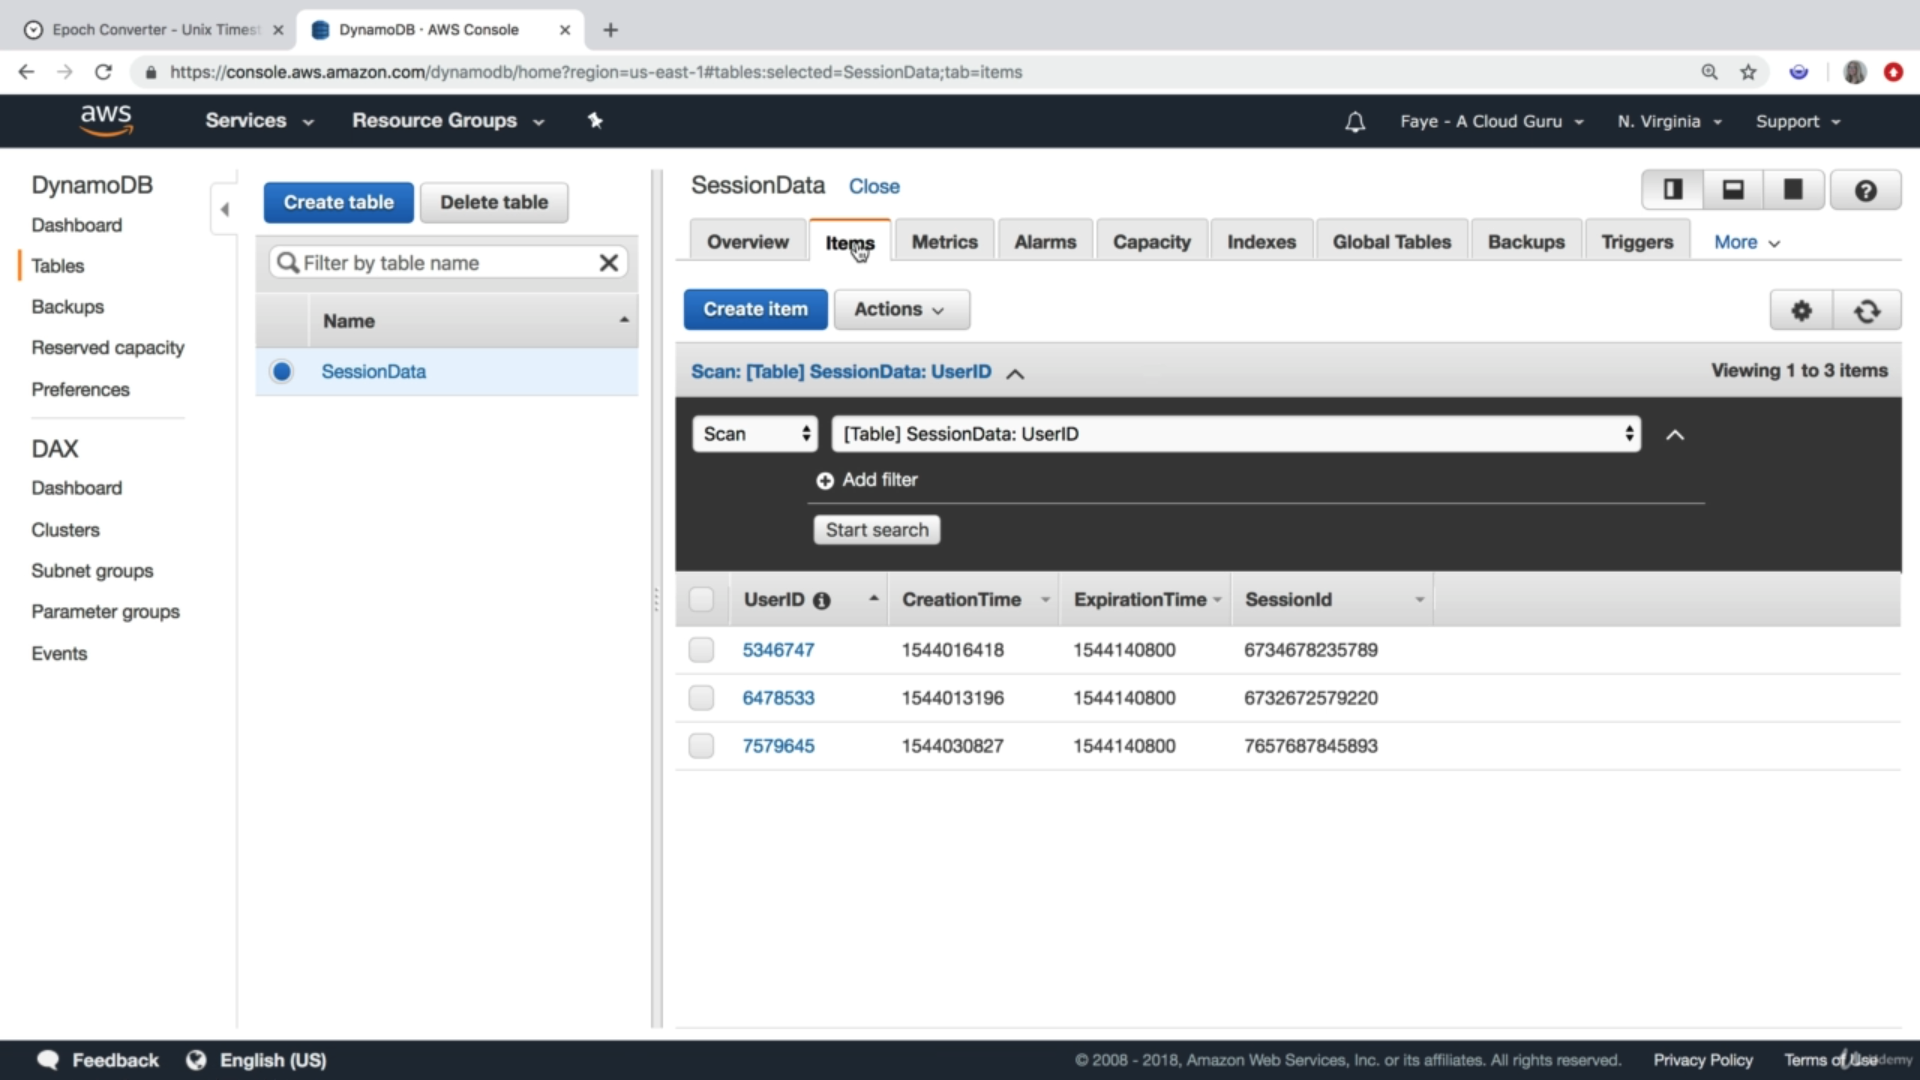 Epoch Converter - Unix Timest
DynamoDB · AWS Console
https://console.aws.amazon.com/dynamodb/home?region=us-east-1#tables:selected=SessionData;tab=items
aws
Services
Resource Groups
Faye - A Cloud Guru
N. Virginia
Support
DynamoDB
Dashboard
Tables
Backups
Reserved capacity
Preferences
DAX
Dashboard
Clusters
Subnet groups
Parameter groups
Events
Create table
Delete table
Filter by table name
Name
SessionData
SessionData Close
Overview Items Metrics Alarms Capacity Indexes Global Tables Backups Triggers More
Create item Actions
Scan: [Table] SessionData: UserID
Viewing 1 to 3 items
Scan [Table] SessionData: UserID
Add filter
Start search
UserID CreationTime ExpirationTime SessionId
5346747 1544016418 1544140800 6734678235789
6478533 1544013196 1544140800 6732672579220
7579645 1544030827 1544140800 7657687845893
Feedback English (US) © 2008 - 2018, Amazon Web Services, Inc. or its affiliates. All rights reserved. Privacy Policy Terms of Use